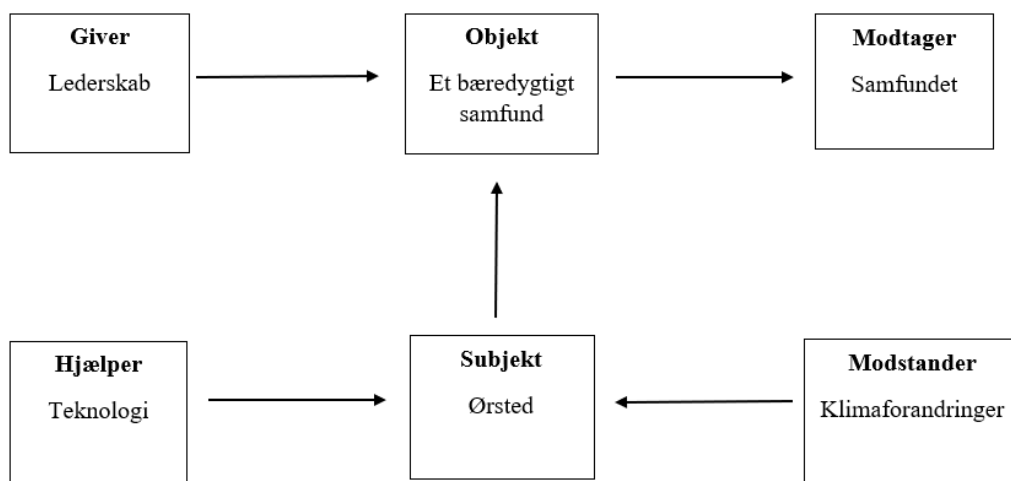 Giver
Lederskab
Objekt
Et bæredygtigt
samfund
Modtager
Samfundet
Hjælper
Teknologi
Subjekt
Ørsted
Modstander
Klimaforandringer